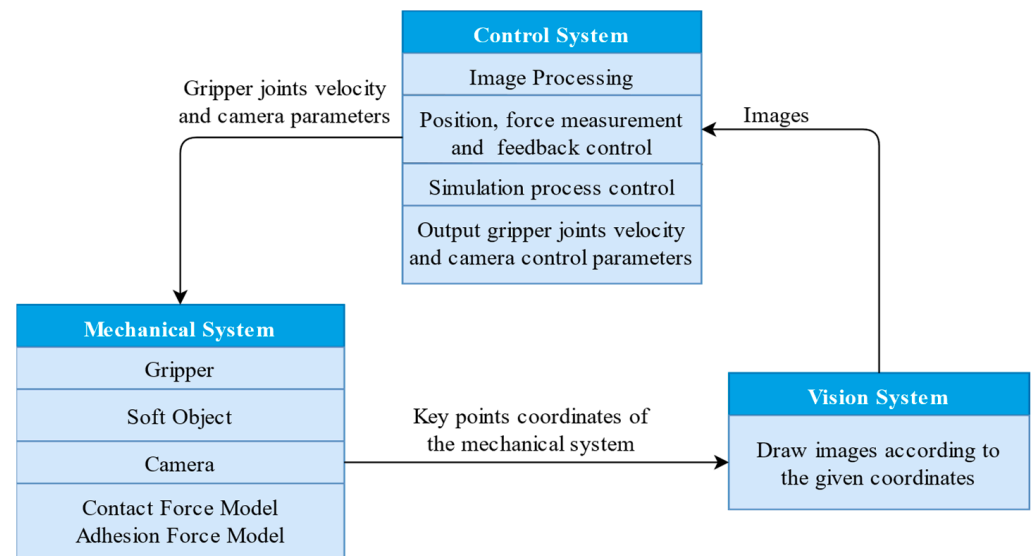 Control System
Image Processing
Position, force measurement
and feedback control
Simulation process control
Output gripper joints velocity
and camera control parameters
Gripper joints velocity
and camera parameters
Images
Mechanical System
Gripper
Soft Object
Camera
Contact Force Model
Adhesion Force Model
Key points coordinates of
the mechanical system
Vision System
Draw images according to
the given coordinates